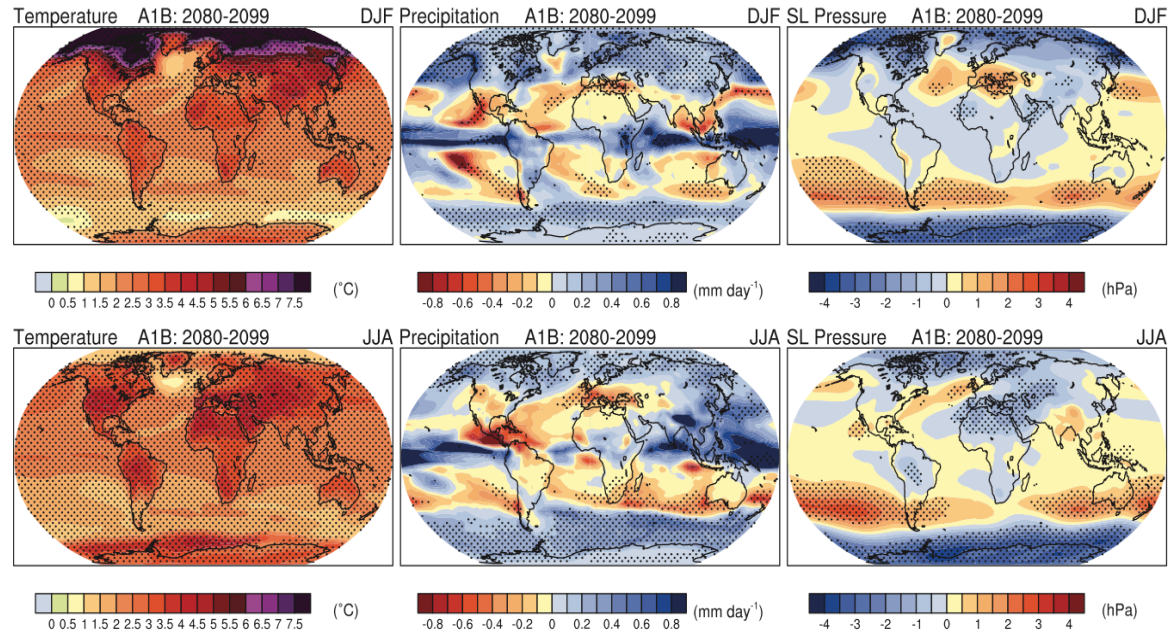 Temperature A1B: 2080-2099 DJF
Precipitation A1B: 2080-2099 DJF
SL Pressure A1B: 2080-2099 DJF
0 0.5 1 1.5 2 2.5 3 3.5 4 4.5 5 5.5 6 6.5 7 7.5 (°C)
-0.8 -0.6 -0.4 -0.2 0 0.2 0.4 0.6 0.8 (mm day⁻¹)
-4 -3 -2 -1 0 1 2 3 4 (hPa)
Temperature A1B: 2080-2099 JJA
Precipitation A1B: 2080-2099 JJA
SL Pressure A1B: 2080-2099 JJA
0 0.5 1 1.5 2 2.5 3 3.5 4 4.5 5 5.5 6 6.5 7 7.5 (°C)
-0.8 -0.6 -0.4 -0.2 0 0.2 0.4 0.6 0.8 (mm day⁻¹)
-4 -3 -2 -1 0 1 2 3 4 (hPa)